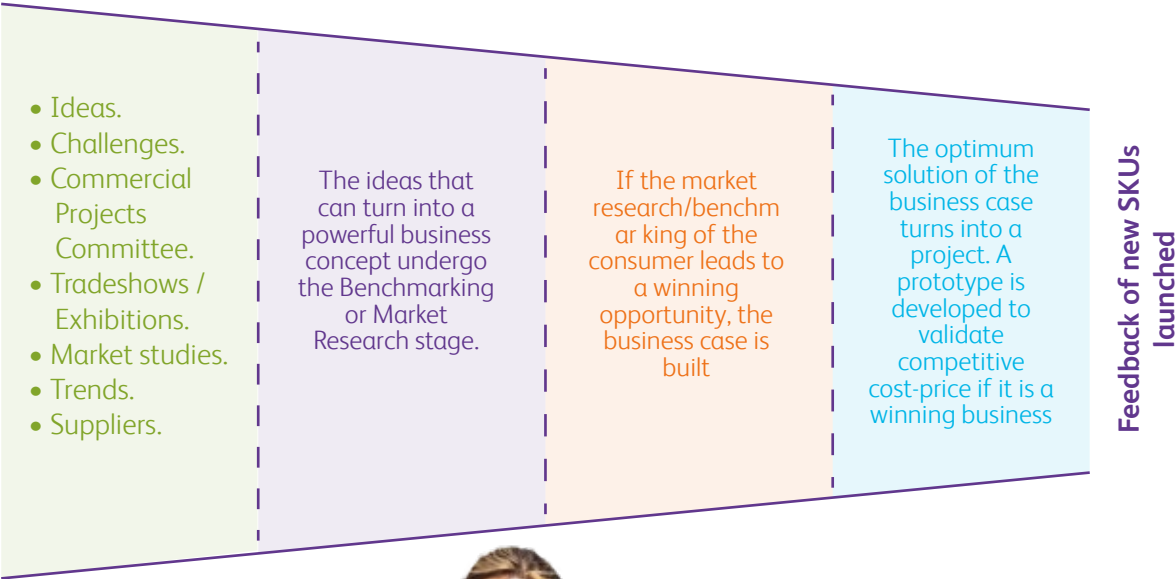 • Ideas.
• Challenges.
• Commercial
Projects
Committee.
• Tradeshows /
Exhibitions.
• Market studies.
• Trends.
• Suppliers.
The ideas that
can turn into a
powerful business
concept undergo
the Benchmarking
or Market
Research stage.
If the market
research/benchm
ar king of the
consumer leads to
a winning
opportunity, the
business case is
built
The optimum
solution of the
business case
turns into a
project. A
prototype is
developed to
validate
competitive
cost-price if it is a
winning business
Feedback of new SKUs
launched